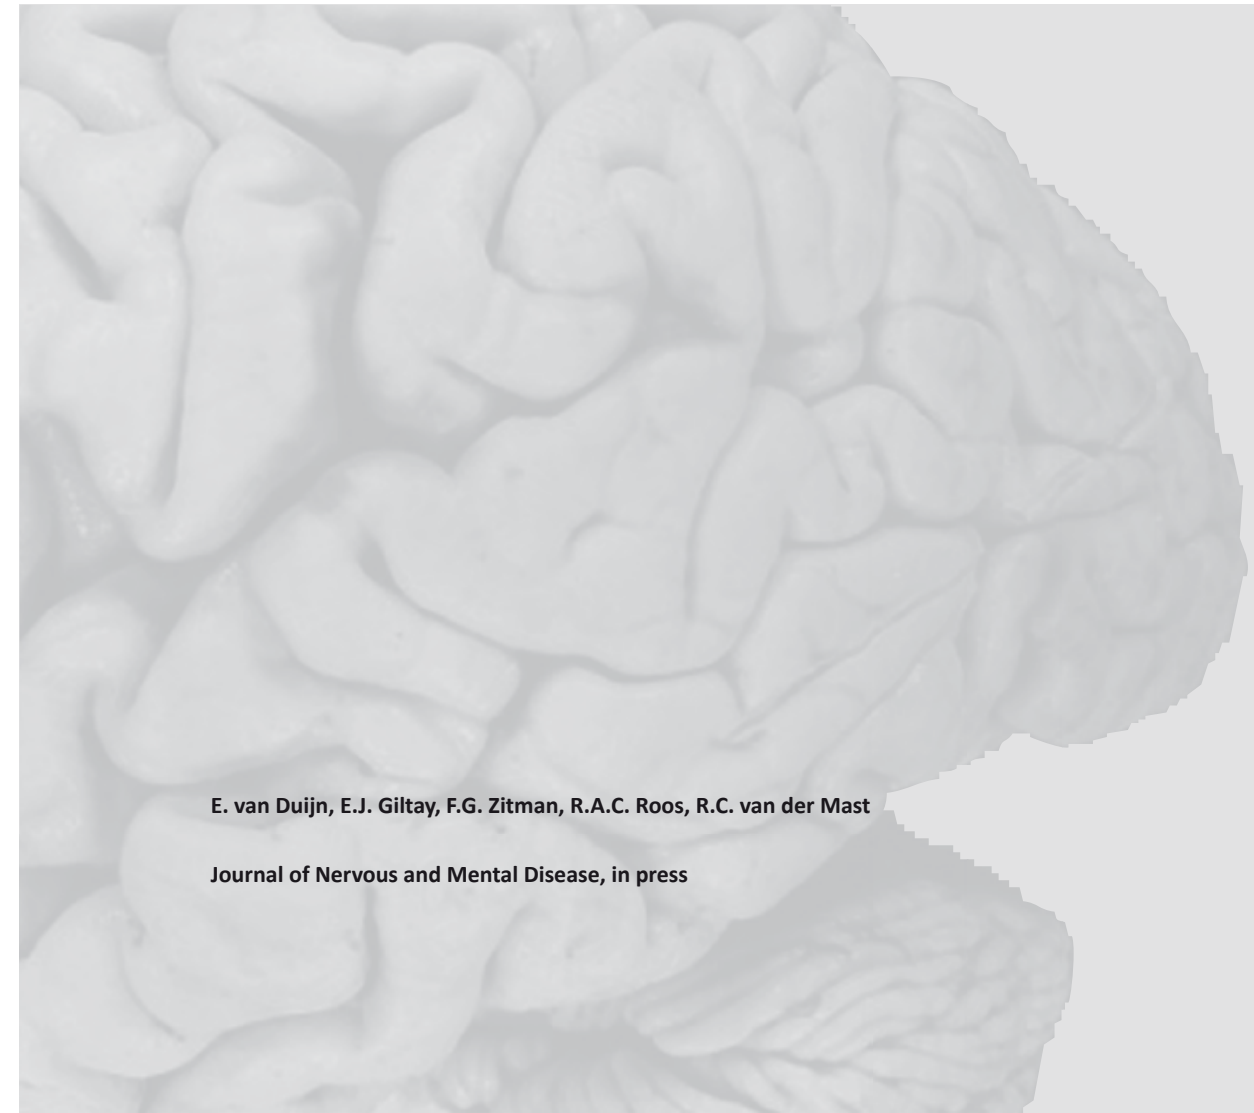 E. van Duijn, E.J. Giltay, F.G. Zitman, R.A.C. Roos, R.C. van der Mast
Journal of Nervous and Mental Disease, in press